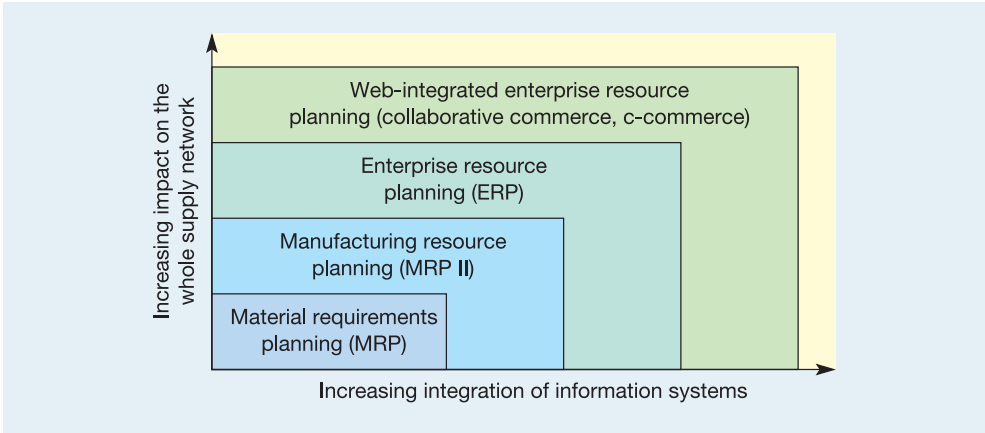 Web-integrated enterprise resource
planning (collaborative commerce, c-commerce)
Enterprise resource
planning (ERP)
Manufacturing resource
planning (MRP II)
Material requirements
planning (MRP)
Increasing impact on the
whole supply network
Increasing integration of information systems